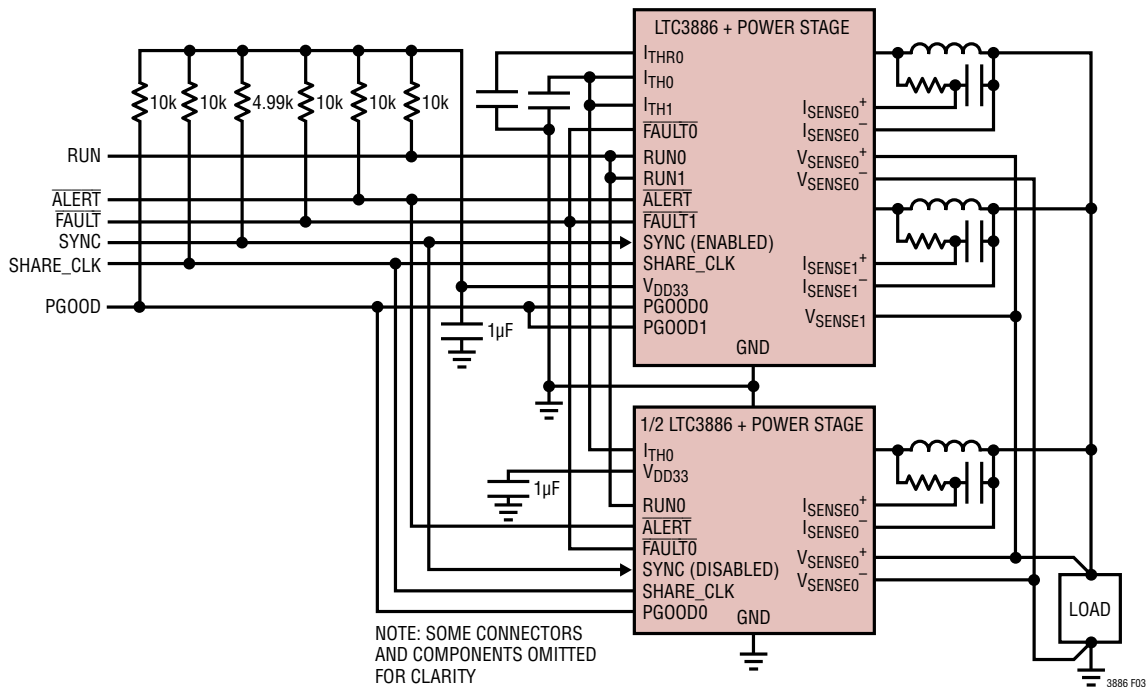 LTC3886 + POWER STAGE
10k
10k
4.99k
10k
10k
10k
RUN
ALERT
FAULT
SYNC
SHARE_CLK
PGOOD
1µF
ITHR0
ITH0
ITH1
FAULT0
RUN0
RUN1
ALERT
FAULT1
SYNC (ENABLED)
SHARE_CLK
VDD33
PGOOD0
PGOOD1
GND
ISENSE0+
ISENSE0–
VSENSE0+
VSENSE0–
ISENSE1+
ISENSE1–
VSENSE1
1/2 LTC3886 + POWER STAGE
ITH0
VDD33
1µF
RUN0
ALERT
FAULT0
SYNC (DISABLED)
SHARE_CLK
PGOOD0
GND
ISENSE0+
ISENSE0–
VSENSE0+
VSENSE0–
LOAD
NOTE: SOME CONNECTORS
AND COMPONENTS OMITTED
FOR CLARITY
3886 F03